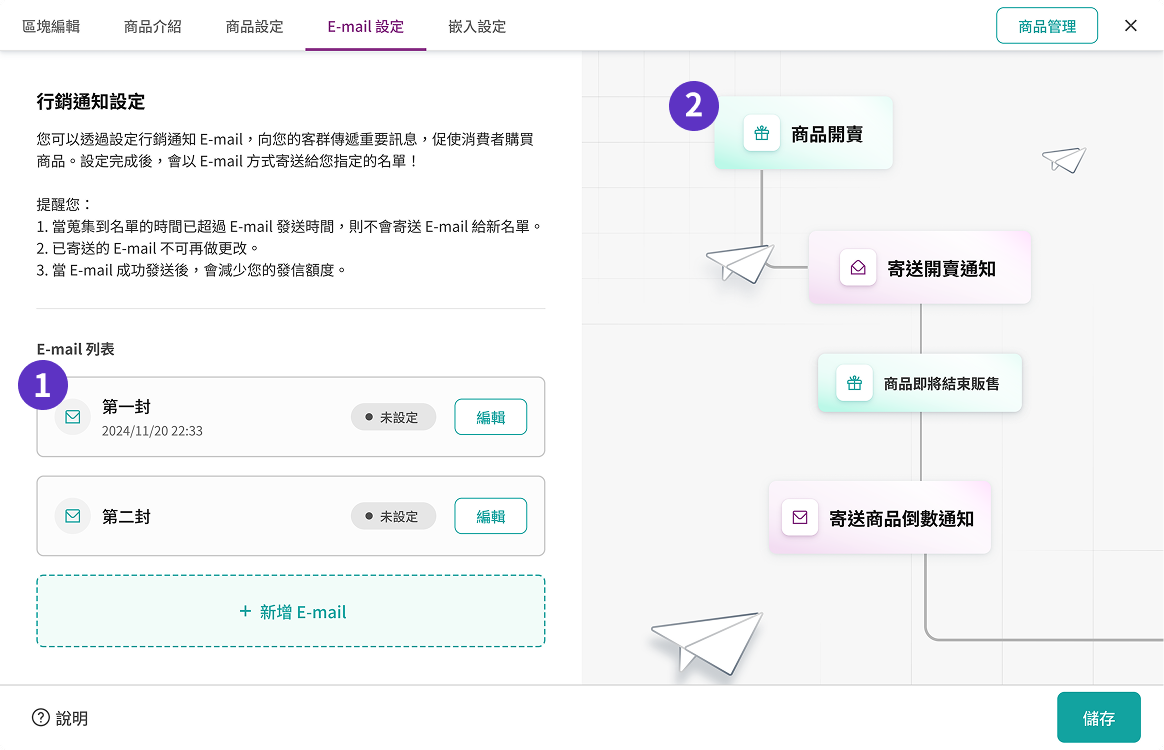 區塊編輯
商品介紹
商品設定
E-mail 設定
嵌入設定
商品管理
行銷通知設定
您可以透過設定行銷通知 E-mail，向您的客群傳遞重要訊息，促使消費者購買
商品。設定完成後，會以 E-mail 方式寄送給您指定的名單！
提醒您：
1. 當蒐集到名單的時間已超過 E-mail 發送時間，則不會寄送 E-mail 給新名單。
2. 已寄送的 E-mail 不可再做更改。
3. 當 E-mail 成功發送後，會減少您的發信額度。
E-mail 列表
1
第一封
2024/11/20 22:33
未設定
編輯
第二封
未設定
編輯
+ 新增 E-mail
2
商品開賣
寄送開賣通知
商品即將結束販售
寄送商品倒數通知
? 說明
儲存